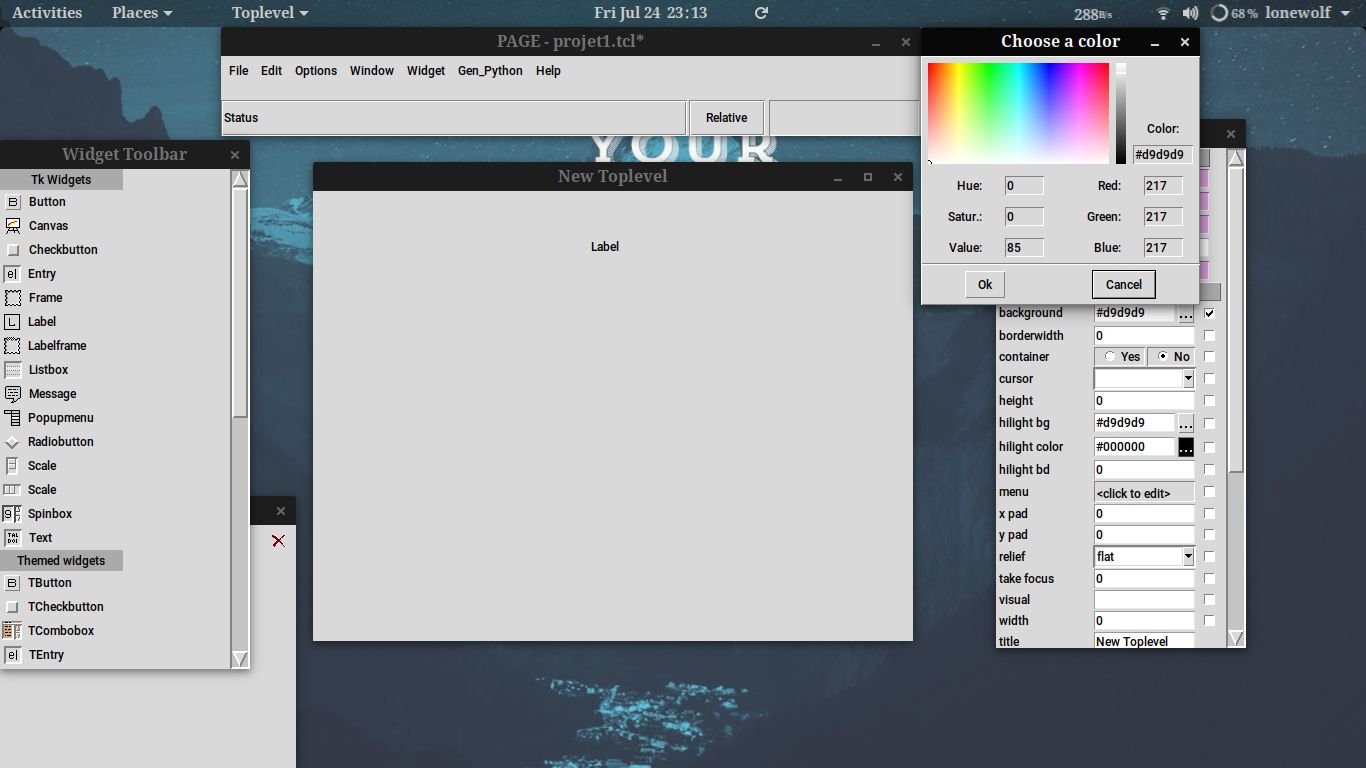 Activities Places Toplevel Fri Jul 24 23:13 288B/s 68% lonewolf
PAGE - projet1.tcl*
File Edit Options Window Widget Gen_Python Help
Status Relative
YOUR
Choose a color
Color:
#d9d9d9
Hue: 0 Red: 217
Satur.: 0 Green: 217
Value: 85 Blue: 217
Ok Cancel
Widget Toolbar
Tk Widgets
Button
Canvas
Checkbutton
Entry
Frame
Label
Labelframe
Listbox
Message
Popupmenu
Radiobutton
Scale
Scale
Spinbox
Text
Themed widgets
TButton
TCheckbutton
TCombobox
TEntry
New Toplevel
Label
background #d9d9d9 ...
borderwidth 0
container Yes No
cursor
height 0
hilight bg #d9d9d9 ...
hilight color #000000 ...
hilight bd 0
menu <click to edit>
x pad 0
y pad 0
relief flat
take focus 0
visual
width 0
title New Toplevel